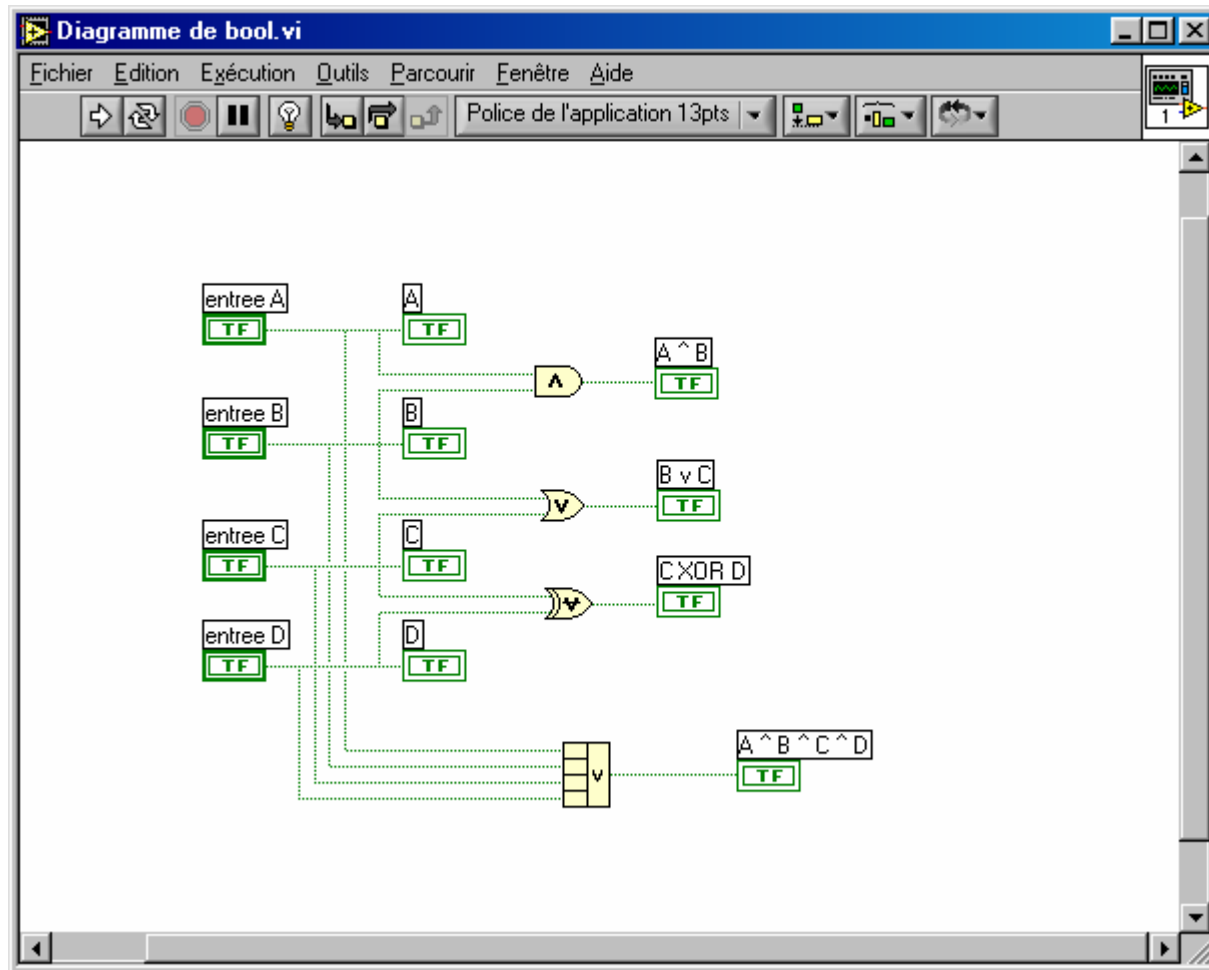 Diagramme de bool.vi
Fichier Edition Exécution Outils Parcourir Fenêtre Aide
Police de l'application 13pts
1
entree A
A
TF
TF
A ^ B
TF
entree B
B
TF
TF
B v C
TF
entree C
C
TF
TF
C XOR D
TF
entree D
D
TF
TF
A ^ B ^ C ^ D
V
TF